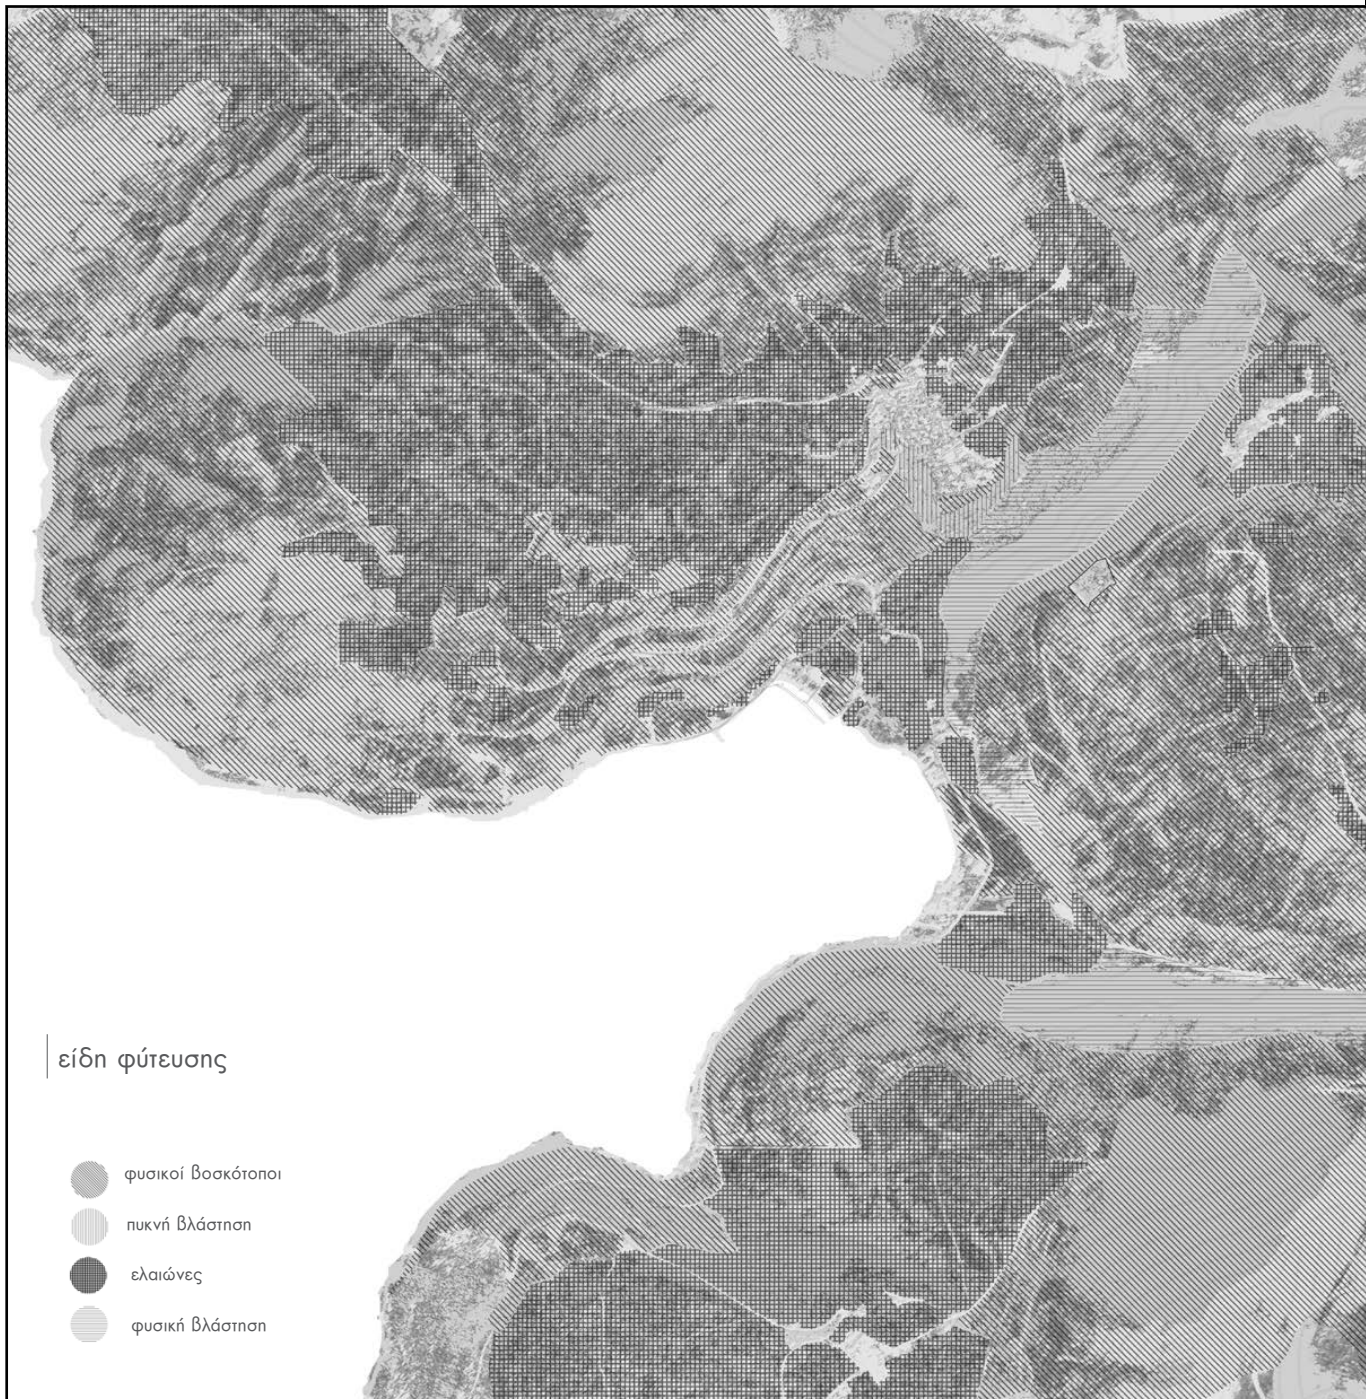 είδη φύτευσης
φυσικοί βοσκότοποι
πυκνή βλάστηση
ελαιώνες
φυσική βλάστηση